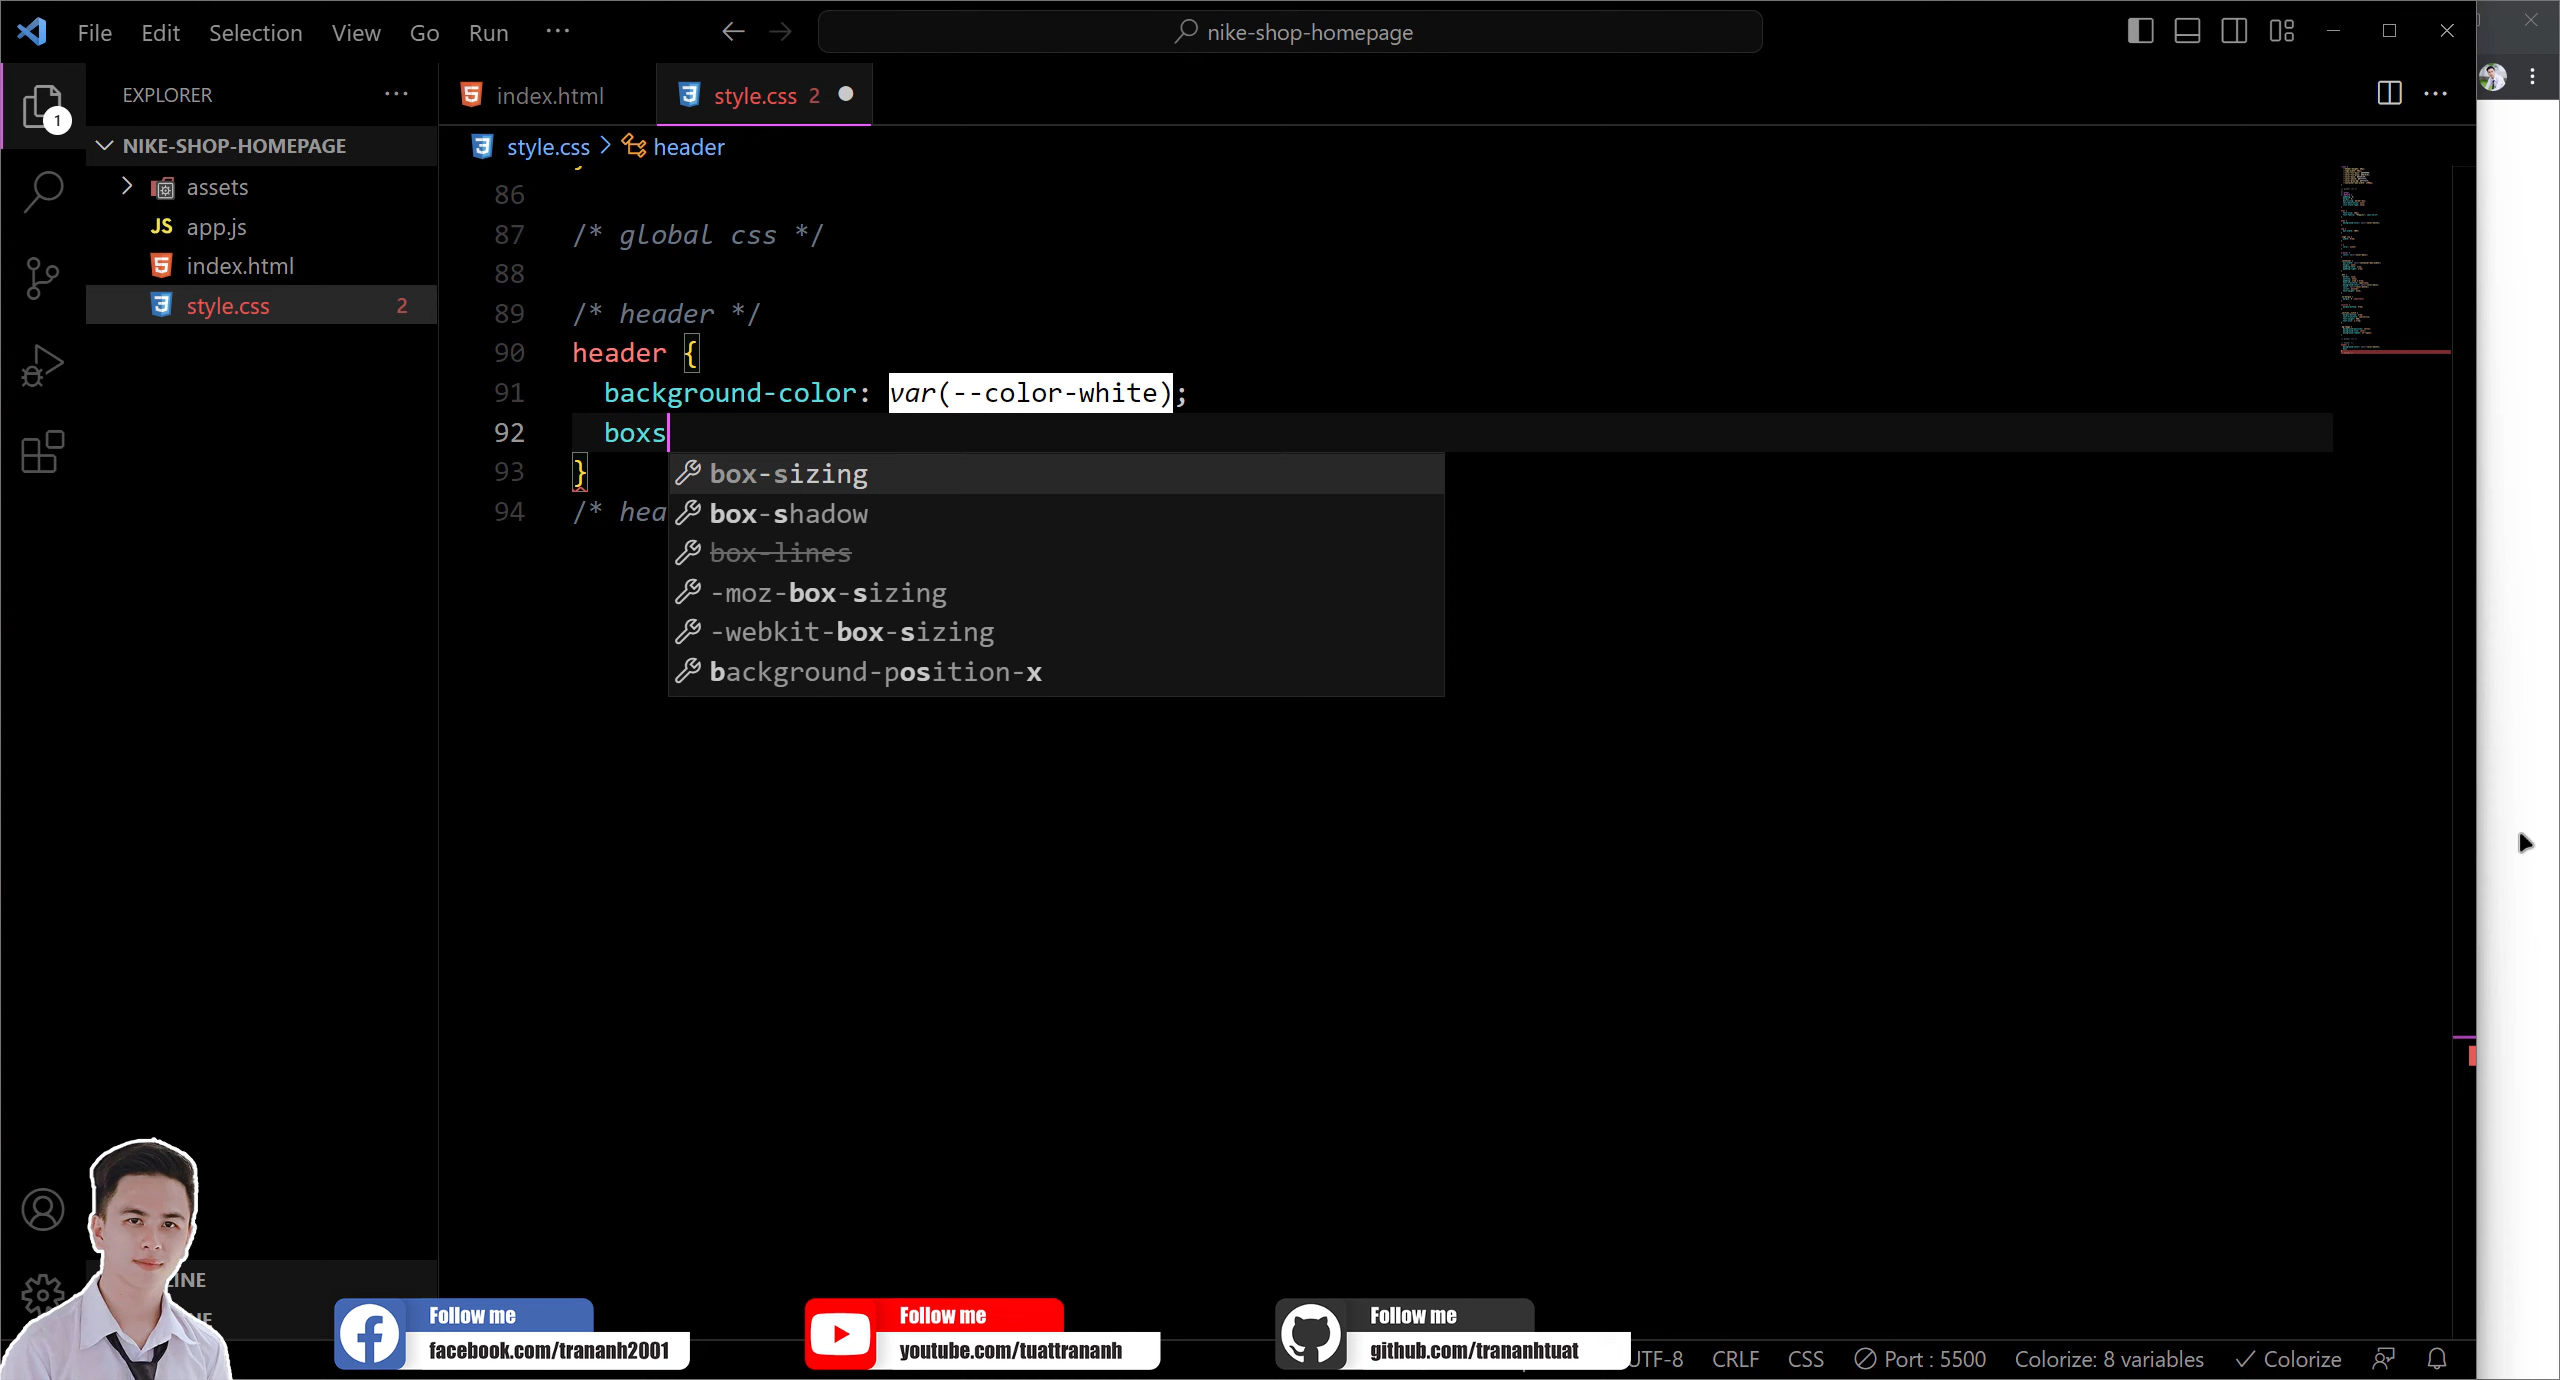 File Edit Selection View Go Run ··· nike-shop-homepage
EXPLORER ···
1
NIKE-SHOP-HOMEPAGE
assets
JS app.js
index.html
style.css 2
index.html
style.css 2
style.css > header
86
87 /* global css */
88
89 /* header */
90 header {
91 background-color: var(--color-white);
92 boxs
93 }
94 /* hea
box-sizing
box-shadow
box-lines
-moz-box-sizing
-webkit-box-sizing
background-position-x
LINE
NE
Follow me
facebook.com/trananh2001
Follow me
youtube.com/tuattrananh
Follow me
github.com/trananhtuat
UTF-8 CRLF CSS Port : 5500 Colorize: 8 variables Colorize